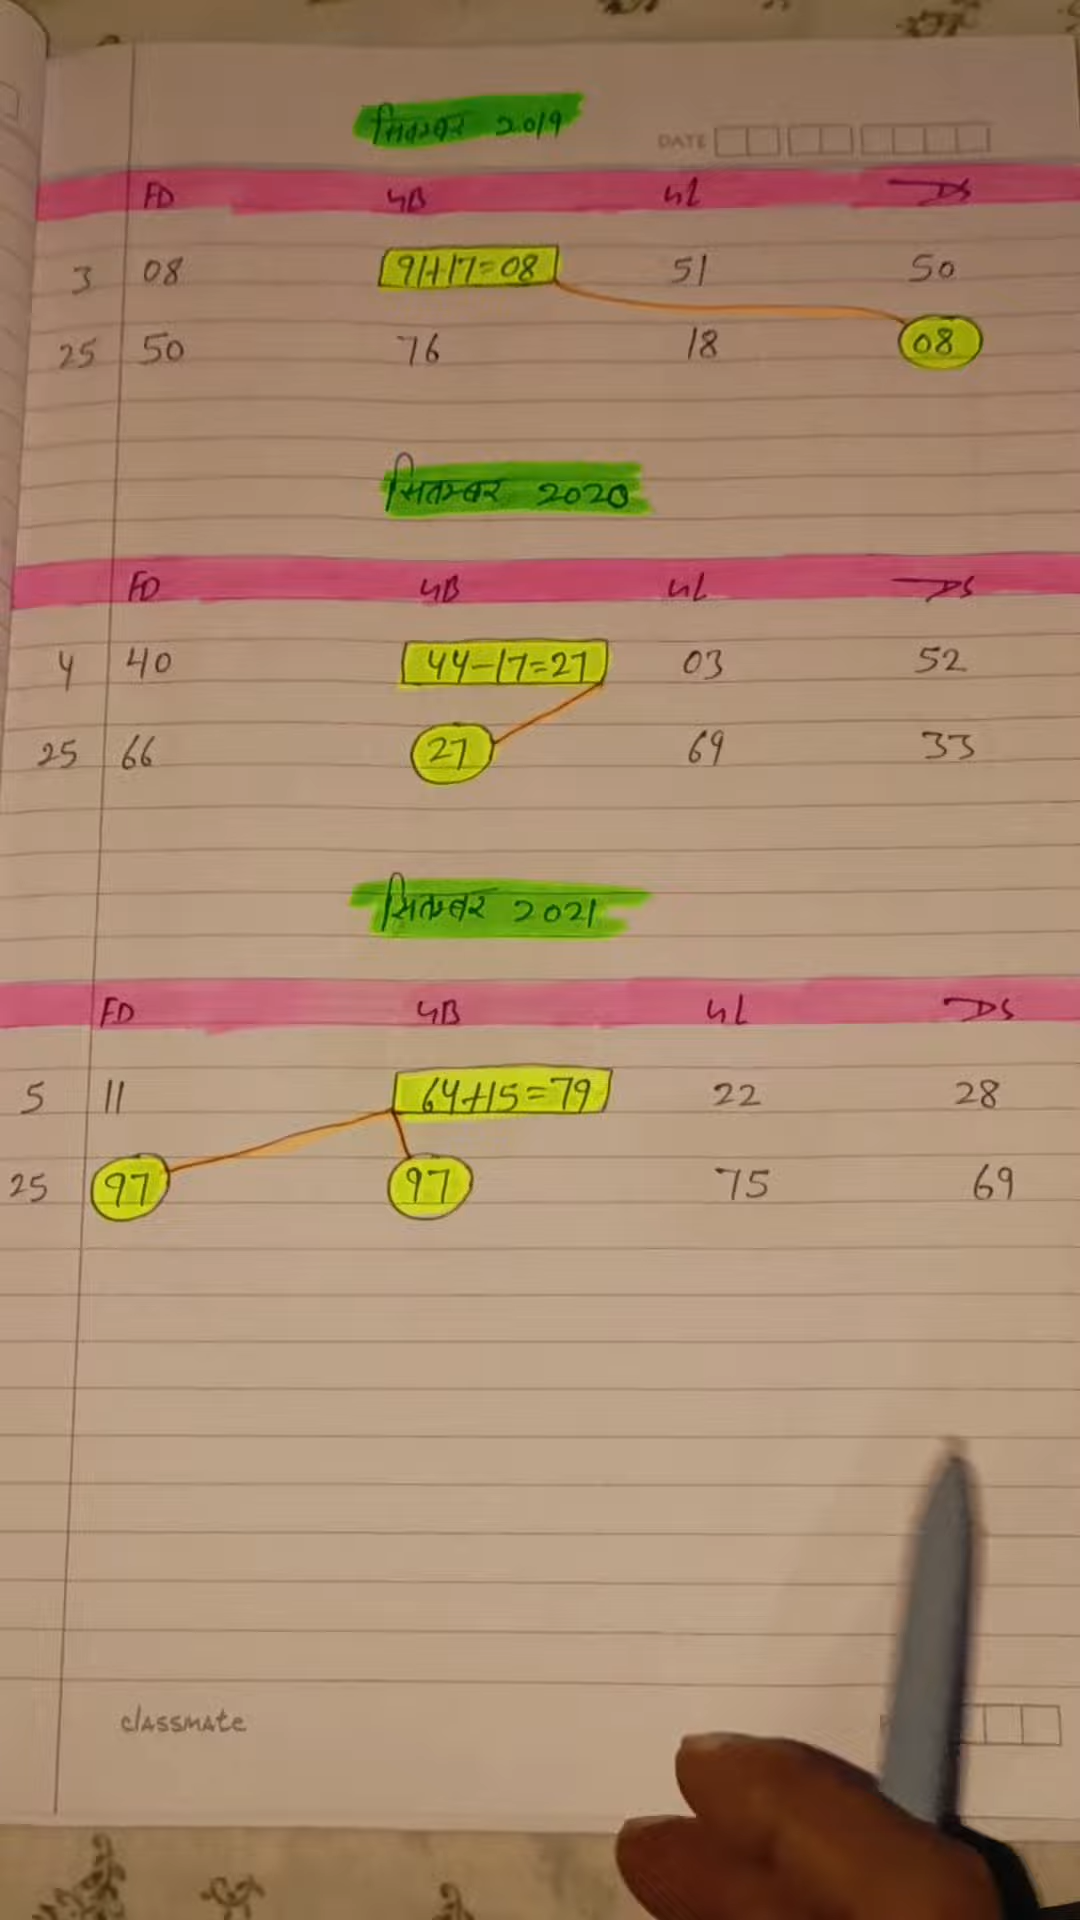 सितम्बर 2019
DATE
FD GB GL DS
3 08 91+17=08 51 50
25 50 76 18 08
सितम्बर 2020
FD GB GL DS
4 40 44-17=27 03 52
25 66 27 69 33
सितम्बर 2021
FD GB GL DS
5 11 64+15=79 22 28
25 97 97 75 69
classmate